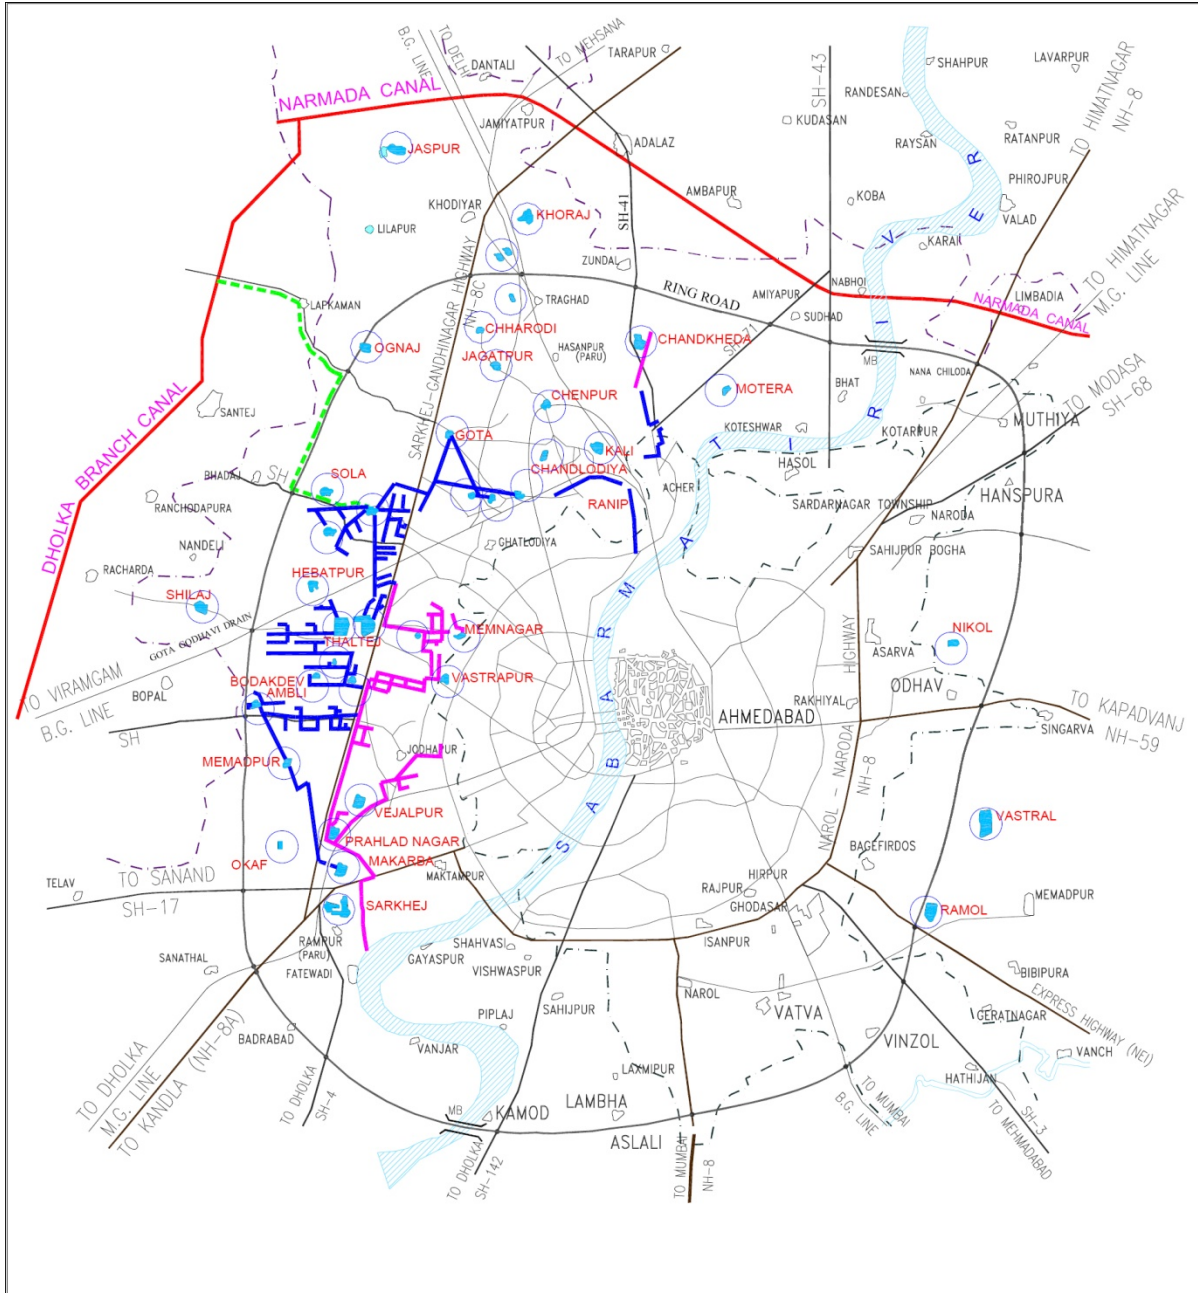 TO DELHI
B.G. LINE
TO MEHSANA
TARAPUR
DANTALI
SH-43
SHAHPUR
LAVARPUR
RANDESAN
NARMADA CANAL
JAMIYATPUR
KUDASAN
RAYSAN
RATANPUR
TO HIMATNAGAR
NH-8
JASPUR
ADALAZ
PHIROJPUR
AMBAPUR
KOBA
VALAD
KHODIYAR
KHORAJ
SH-41
LILAPUR
KARAI
TO HIMATNAGAR
M.G. LINE
ZUNDAL
NABHOI
LIMBADIA
NARMADA CANAL
LAPKAMAN
SARKHEJ-GANDHINAGAR HIGHWAY
NH-8C
TRAGHAD
RING ROAD
AMIYAPUR
SUDHAD
SH-71
CHHARODI
OGNAJ
JAGATPUR
HASANPUR
(PARU)
CHANDKHEDA
MB
NANA CHILODA
TO MODASA
SH-68
MOTERA
BHAT
SANTEJ
CHENPUR
MUTHIYA
GOTA
KALI
KOTESHWAR
KOTARPUR
DHOLKA BRANCH CANAL
BHADAJ
SH
SOLA
CHANDLODIYA
HASOL
HANSPURA
RANCHODAPURA
RANIP
ACHER
SARDARNAGAR TOWNSHIP
NARODA
NANDELI
CHATLODIYA
SAHIJPUR BOGHA
RACHARDA
HEBATPUR
SHILAJ
GOTA GODHAVI DRAIN
THALTEJ
MEMNAGAR
NIKOL
ASARVA
HIGHWAY
TO VIRAMGAM
B.G. LINE
BOPAL
BODAKDEV
AMBLI
VASTRAPUR
ODHAV
RAKHIYAL
TO KAPADVANJ
NH-59
SH
AHMEDABAD
SINGARVA
JODHAPUR
MEMADPUR
SABARMATI RIVER
NH-8
NAROL - NARODA
VEJALPUR
VASTRAL
PRAHLAD NAGAR
OKAF
MAKARBA
MAKTAMPUR
BAGEFIRDOS
HIRPUR
TO SANAND
SH-17
TELAV
RAJPUR
GHODASAR
MEMADPUR
SARKHEJ
RAMOL
RAMPUR
(PARU)
GAYASPUR
SHAHVASI
ISANPUR
SANATHAL
FATEWADI
VISHWASPUR
BIBIPURA
NAROL
EXPRESS HIGHWAY (NEI)
SAHIJPUR
PIPLAJ
VATVA
GERATNAGAR
BADRABAD
VANJAR
VINZOL
VANCH
TO DHOLKA
M.G. LINE
TO KANDLA (NH-8A)
LAXMIPUR
HATHIJAN
TO DHOLKA
SH-4
MB
KAMOD
LAMBHA
TO MUMBAI
B.G. LINE
SH-3
TO MEHMADABAD
ASLALI
TO DHOLKA
SH-142
TO MUMBAI
NH-8